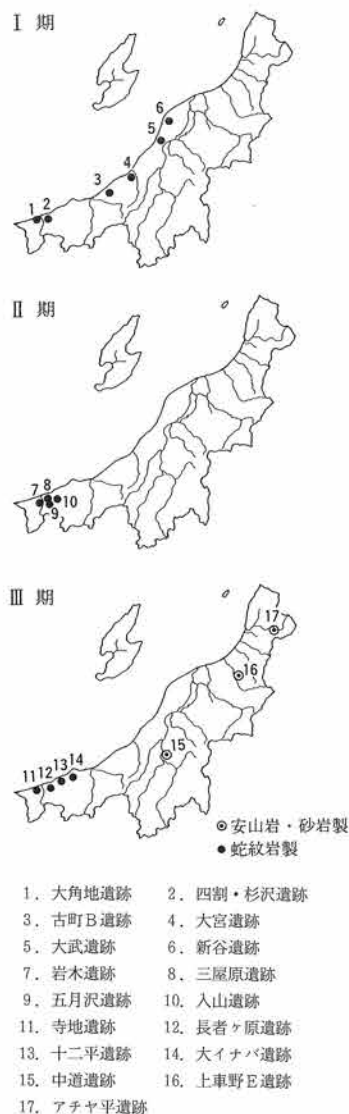 Ⅰ 期
6
5
4
3
1 2
Ⅱ 期
8
7
10
9
Ⅲ 期
17
16
15
14
13
11 12
◉安山岩・砂岩製
●蛇紋岩製
1. 大角地遺跡 2. 四割・杉沢遺跡
3. 古町B遺跡 4. 大宮遺跡
5. 大武遺跡 6. 新谷遺跡
7. 岩木遺跡 8. 三屋原遺跡
9. 五月沢遺跡 10. 入山遺跡
11. 寺地遺跡 12. 長者ヶ原遺跡
13. 十二平遺跡 14. 大イナバ遺跡
15. 中道遺跡 16. 上車野E遺跡
17. アチヤ平遺跡